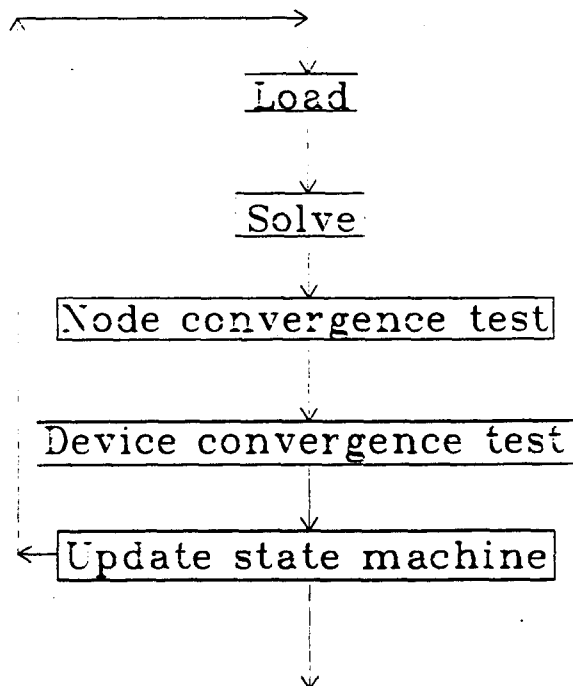 Load
Solve
Node convergence test
Device convergence test
Update state machine